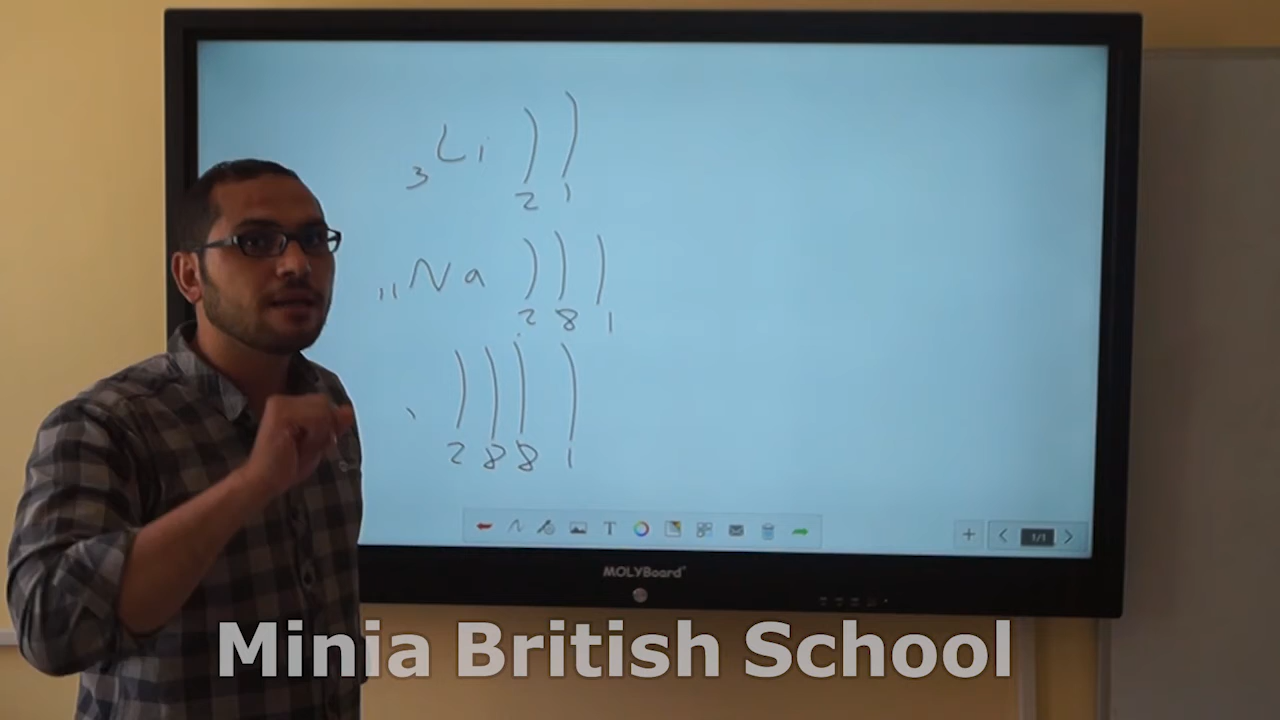 3Li 2 1
11Na 2 8 1
2 8 8 1
T
1/1
MOLYBoard
Minia British School